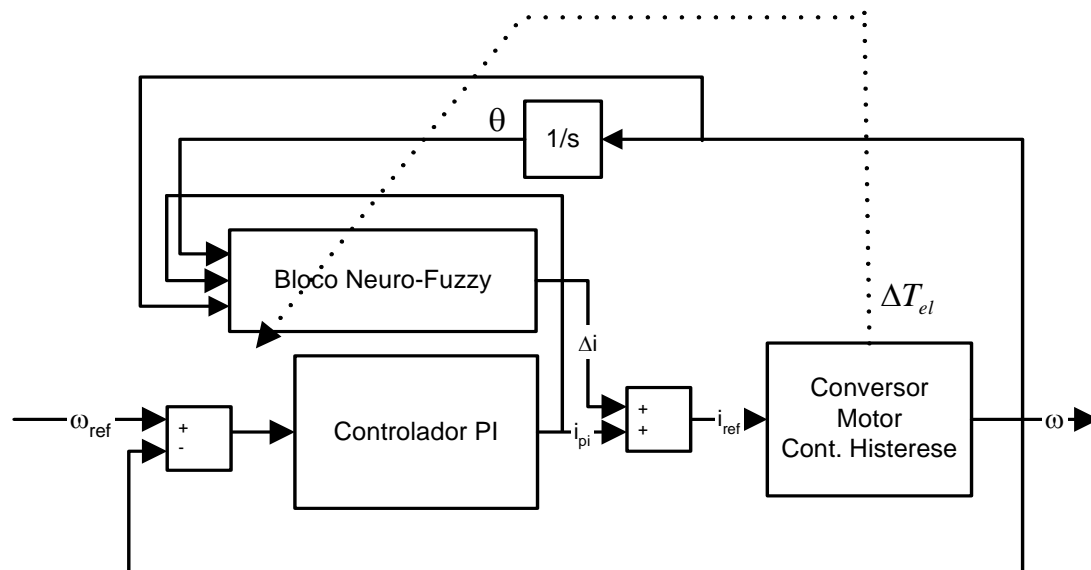 θ
1/s
Bloco Neuro-Fuzzy
ΔT_el
Δi
ω_ref
+
-
Controlador PI
i_pi
+
+
i_ref
Conversor
Motor
Cont. Histerese
ω